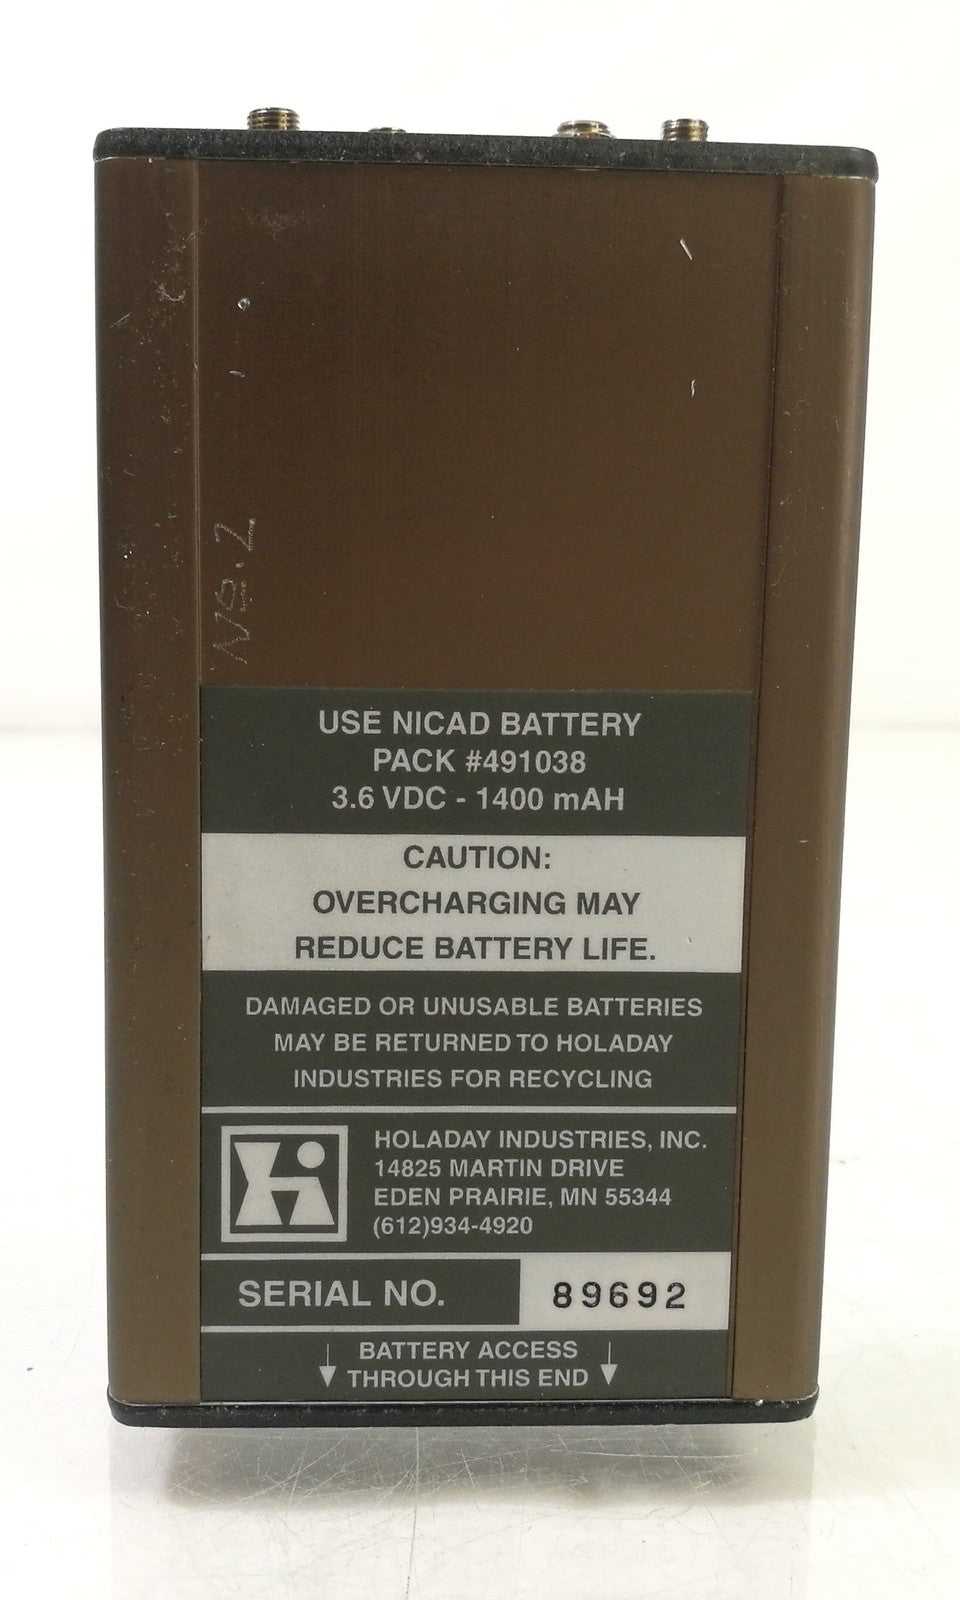 No.2
USE NICAD BATTERY
PACK #491038
3.6 VDC - 1400 mAH
CAUTION:
OVERCHARGING MAY
REDUCE BATTERY LIFE.
DAMAGED OR UNUSABLE BATTERIES
MAY BE RETURNED TO HOLADAY
INDUSTRIES FOR RECYCLING
Hi
HOLADAY INDUSTRIES, INC.
14825 MARTIN DRIVE
EDEN PRAIRIE, MN 55344
(612)934-4920
SERIAL NO. 89692
BATTERY ACCESS
THROUGH THIS END